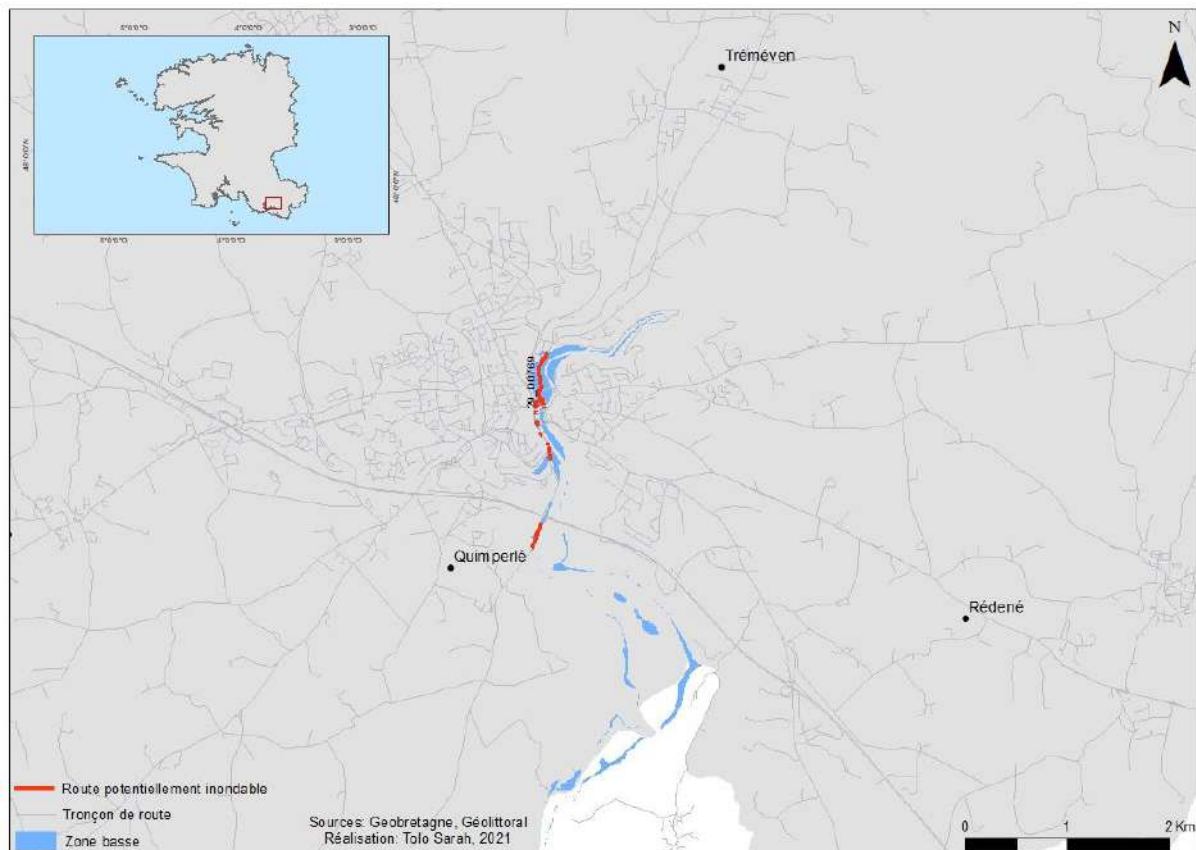 N
Tréméven
29_00769
Quimperlé
Rédené
Route potentiellement inondable
Tronçon de route
Zone basse
Sources: Geobretagne, Géolittoral
Réalisation: Tolo Sarah, 2021
0 1 2 Km